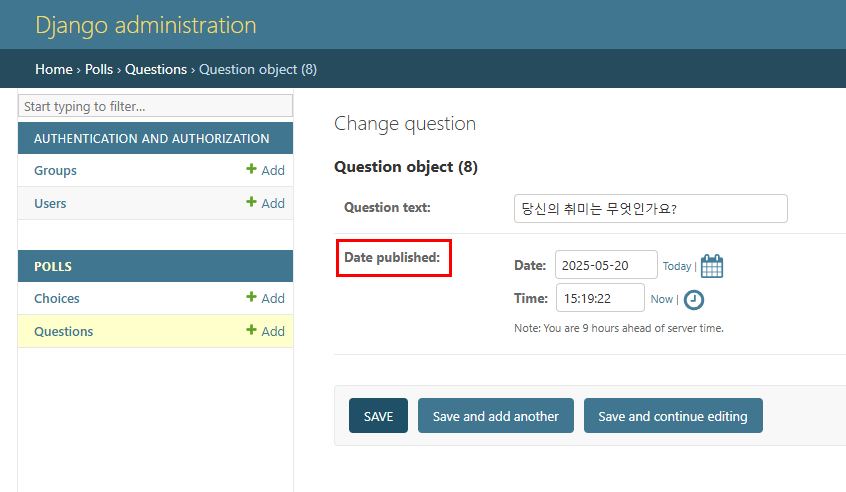 Django administration
Home › Polls › Questions › Question object (8)
Start typing to filter...
AUTHENTICATION AND AUTHORIZATION
Groups + Add
Users + Add
POLLS
Choices + Add
Questions + Add
Change question
Question object (8)
Question text: 당신의 취미는 무엇인가요?
Date published:
Date: 2025-05-20 Today |
Time: 15:19:22 Now |
Note: You are 9 hours ahead of server time.
SAVE Save and add another Save and continue editing